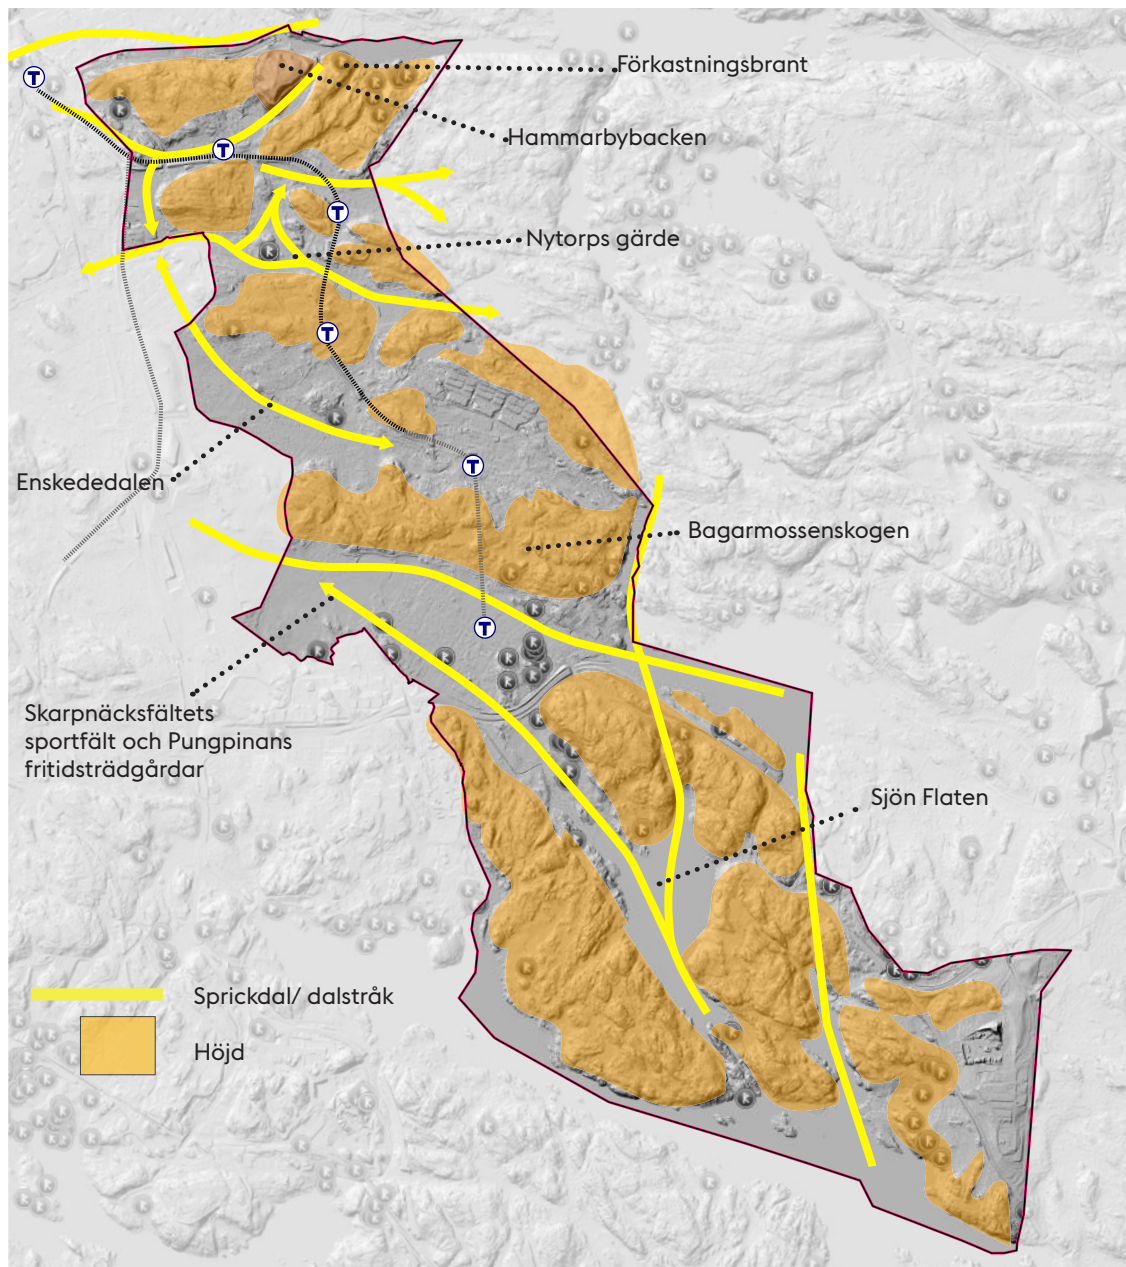 Förkastningsbrant
T
Hammarbybacken
T
T
Nytorps gärde
T
T
Enskededalen
Bagarmossenskogen
T
Skarpnäcksfältets
sportfält och Pungpinans
fritidsträdgårdar
Sjön Flaten
Sprickdal/ dalstråk
Höjd